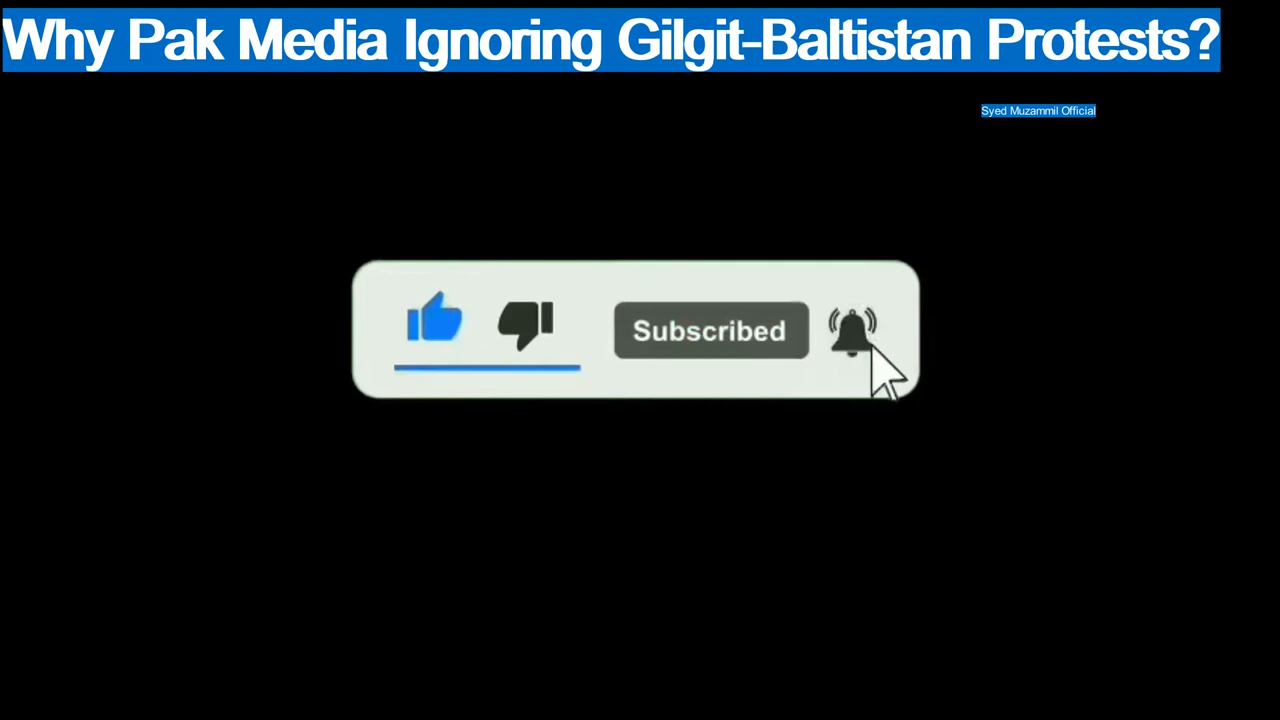 Why Pak Media Ignoring Gilgit-Baltistan Protests?
Syed Muzammil Official
Subscribed